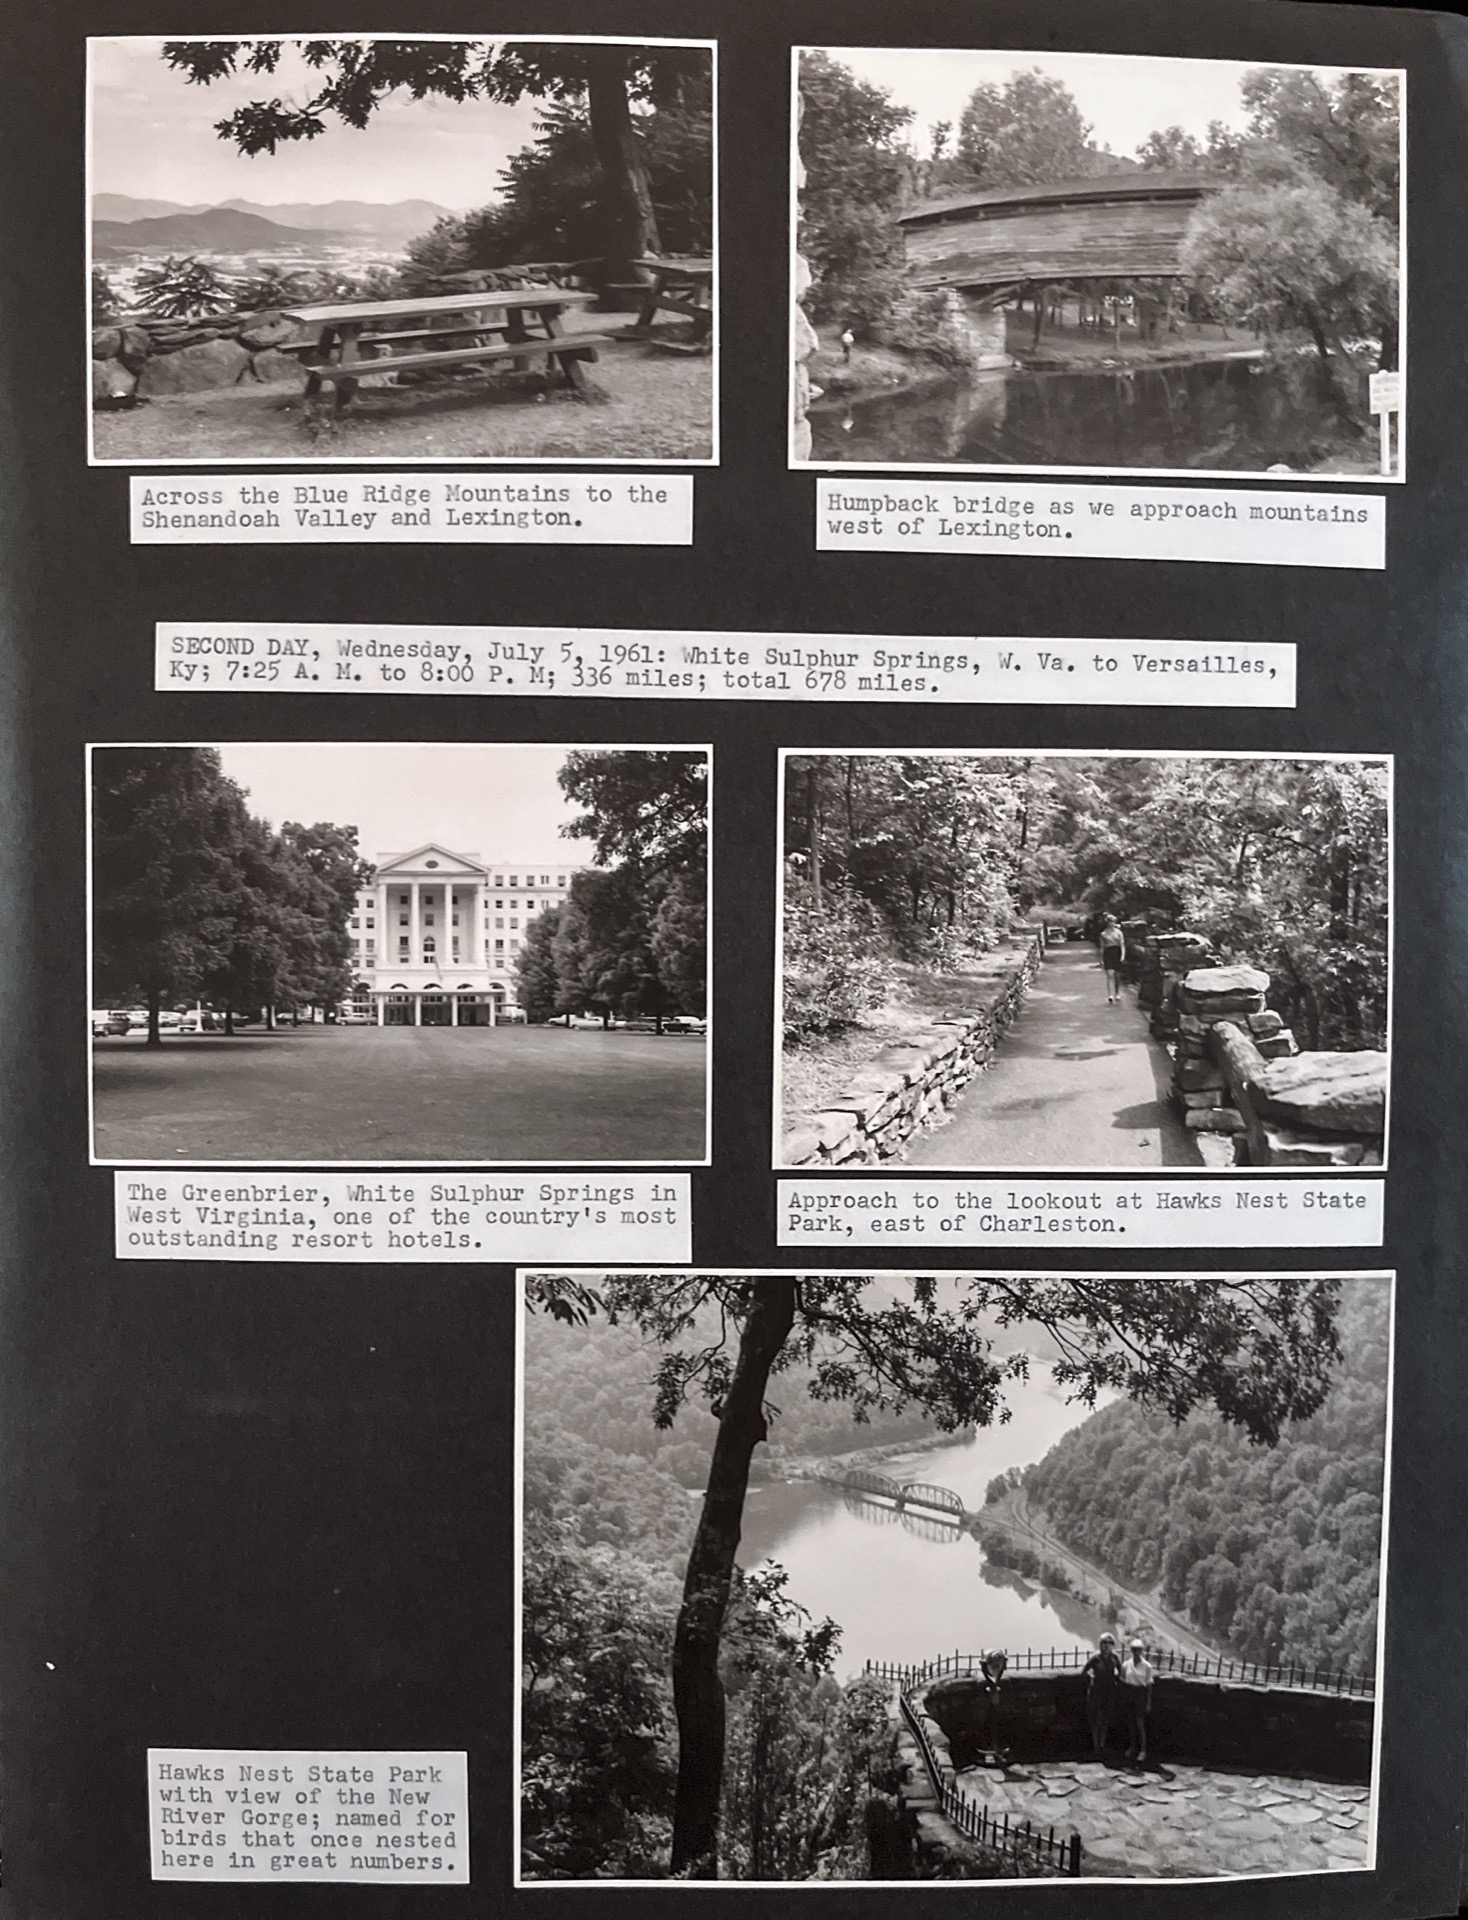 Across the Blue Ridge Mountains to the
Shenandoah Valley and Lexington.
Humpback bridge as we approach mountains
west of Lexington.
SECOND DAY, Wednesday, July 5, 1961: White Sulphur Springs, W. Va. to Versailles,
Ky; 7:25 A. M. to 8:00 P. M; 336 miles; total 678 miles.
The Greenbrier, White Sulphur Springs in
West Virginia, one of the country's most
outstanding resort hotels.
Approach to the lookout at Hawks Nest State
Park, east of Charleston.
Hawks Nest State Park
with view of the New
River Gorge; named for
birds that once nested
here in great numbers.